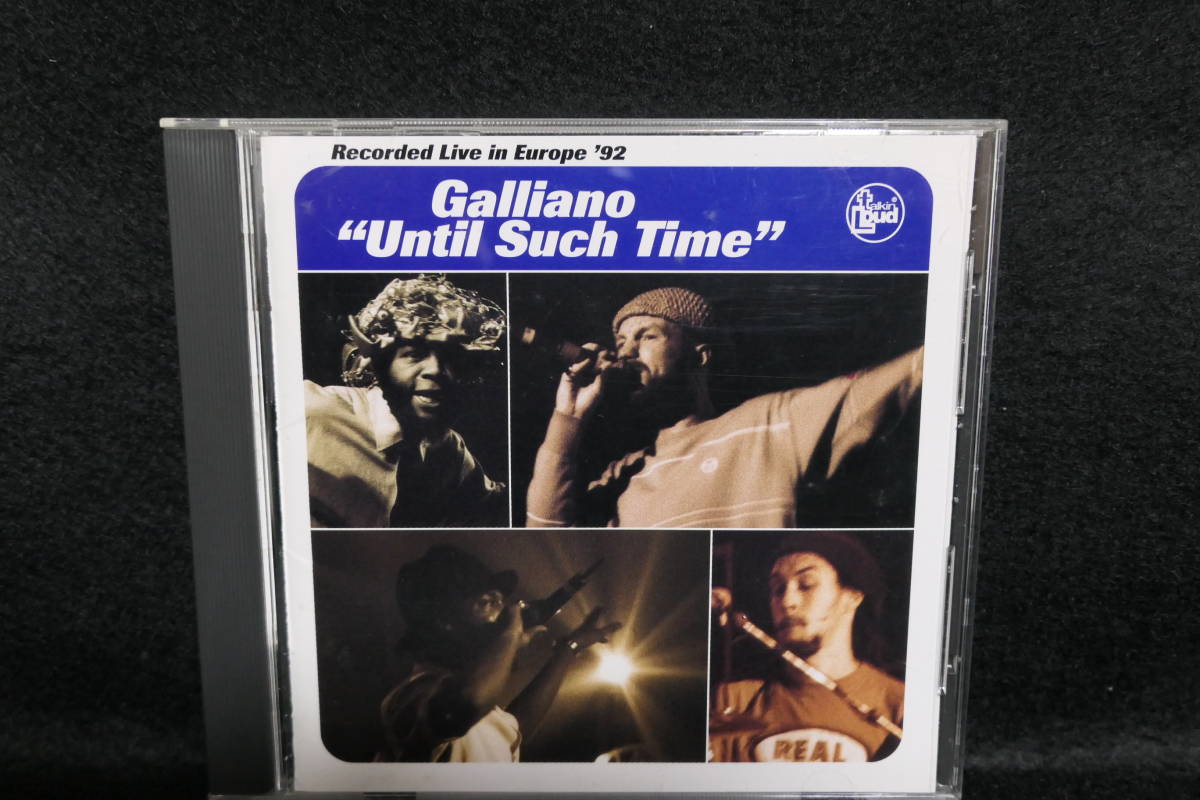 Recorded Live in Europe ’92
Galliano
“Until Such Time”
talkin
Loud
®
REAL